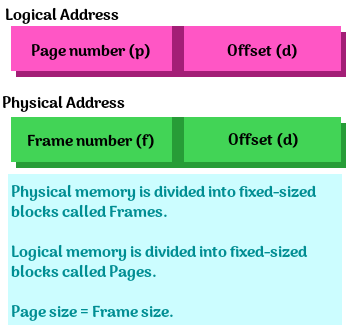 Logical Address
Page number (p) Offset (d)
Physical Address
Frame number (f) Offset (d)
Physical memory is divided into fixed-sized
blocks called Frames.
Logical memory is divided into fixed-sized
blocks called Pages.
Page size = Frame size.